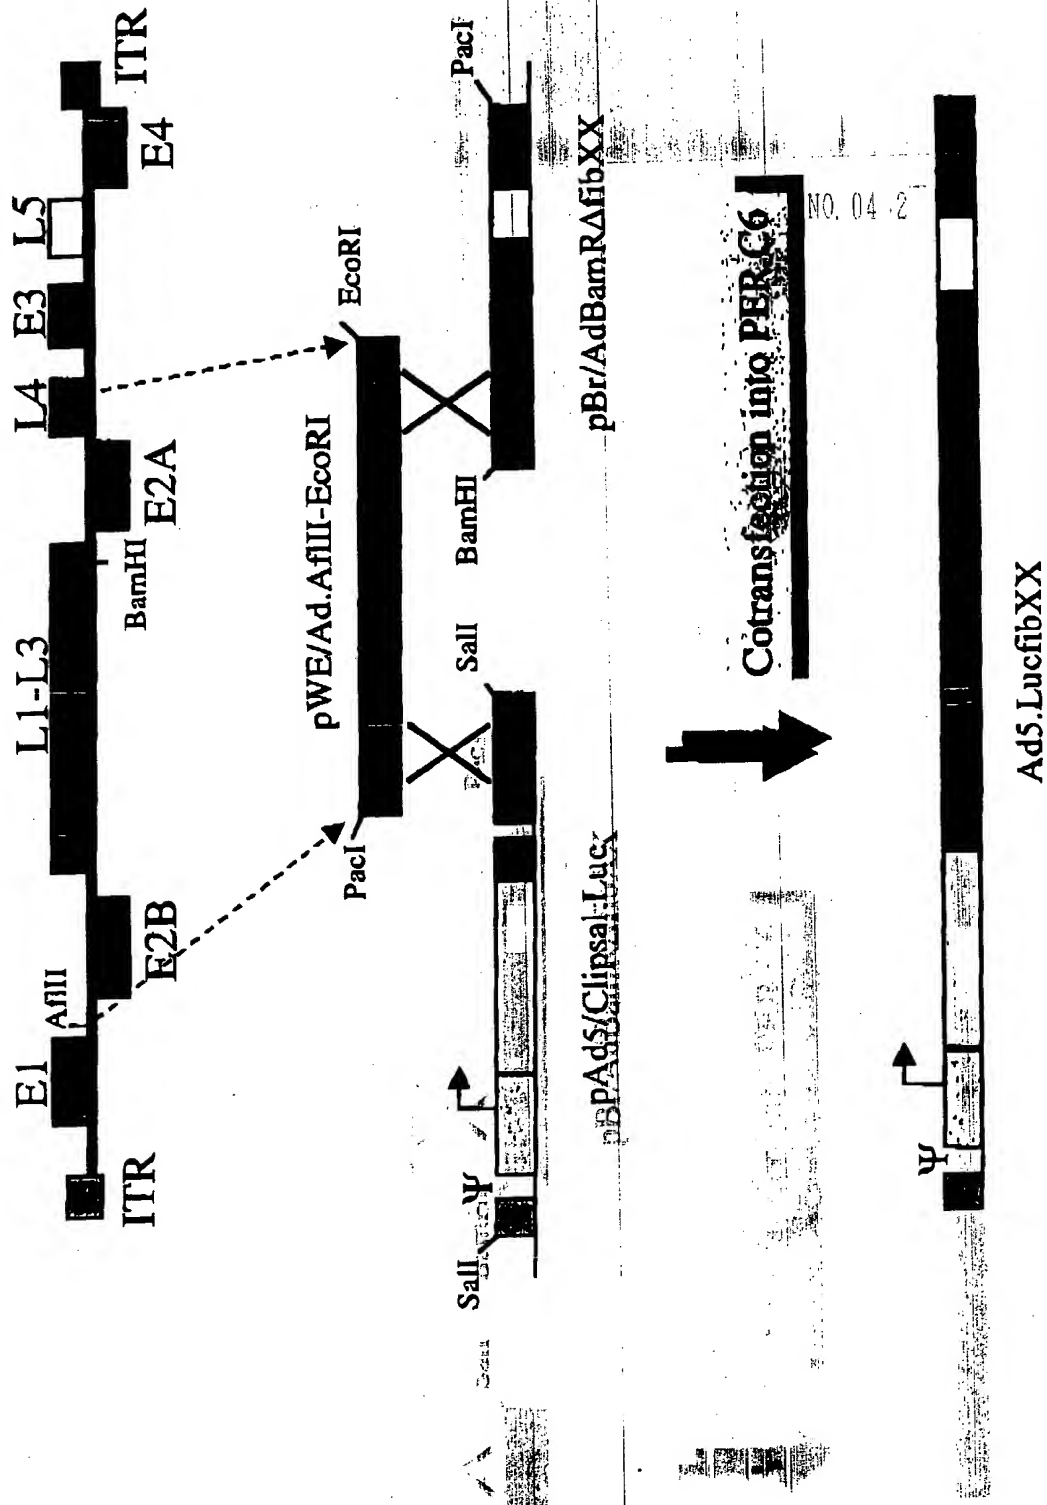 ITR
E1
AflII
E2B
L1-L3
BamHI
E2A
L4
E3
L5
E4
ITR
PacI
pWE/Ad.AflII-EcoRI
EcoRI
SalI
Ψ
SalI
BamHI
PacI
pAd5/Clipsal-Luc
pBr/AdBamRΔfibXX
Cotransfection into PER.C6
NO. 04 2
Ψ
Ad5.LucfibXX